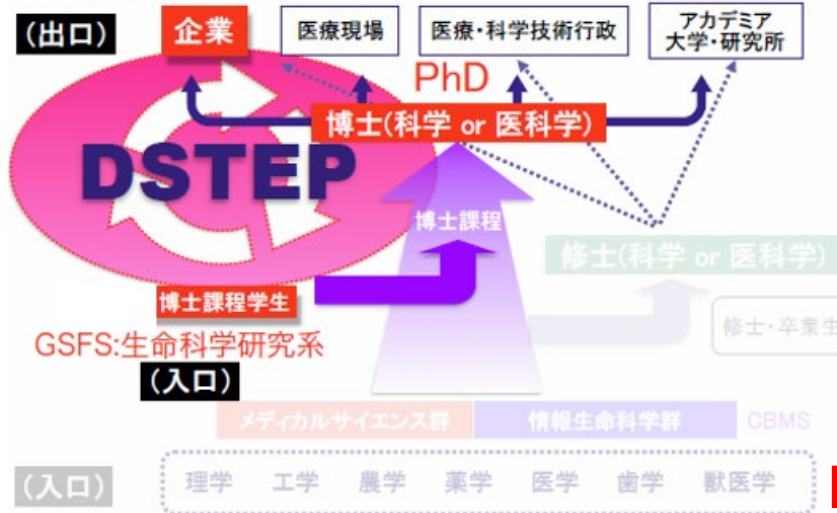 (出口)
企業
医療現場
医療・科学技術行政
アカデミア
大学・研究所
PhD
博士(科学 or 医科学)
DSTEP
博士課程
修士(科学 or 医科学)
博士課程学生
GSFS:生命科学研究系
修士・卒業生
(入口)
メディカルサイエンス群
情報生命科学群
CBMS
(入口)
理学
工学
農学
薬学
医学
歯学
獣医学